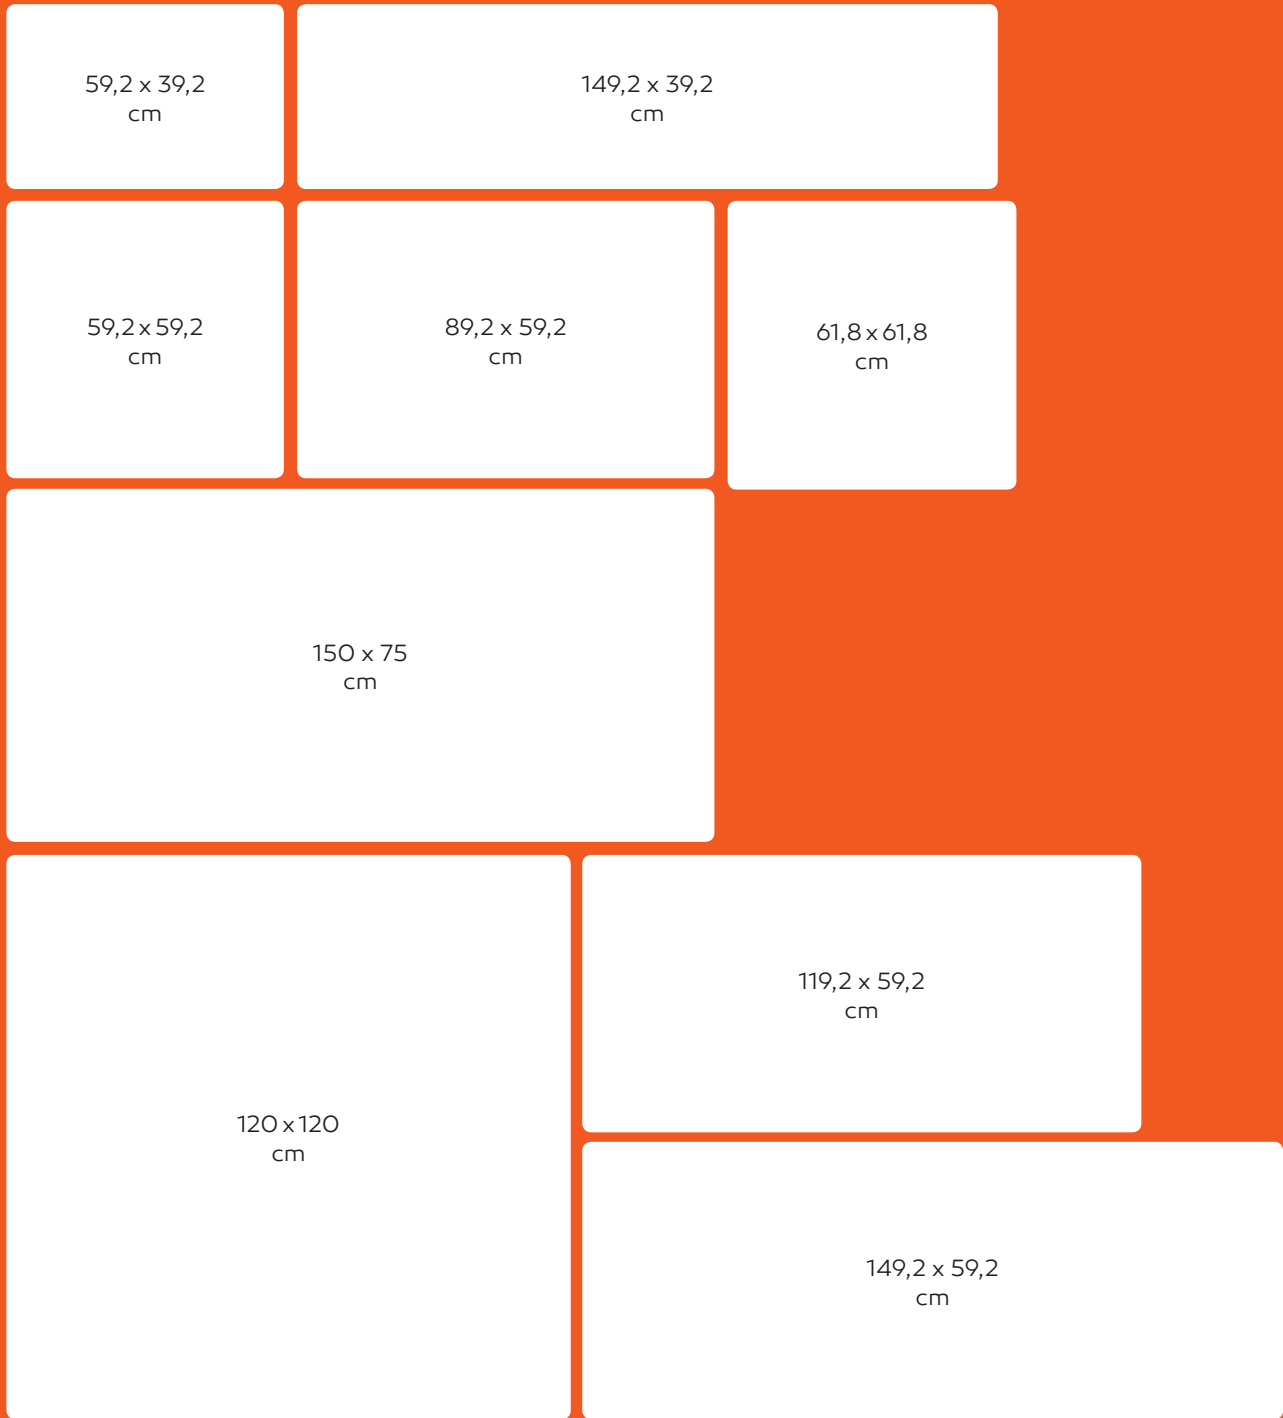 59,2 x 39,2
cm
149,2 x 39,2
cm
59,2 x 59,2
cm
89,2 x 59,2
cm
61,8 x 61,8
cm
150 x 75
cm
120 x 120
cm
119,2 x 59,2
cm
149,2 x 59,2
cm